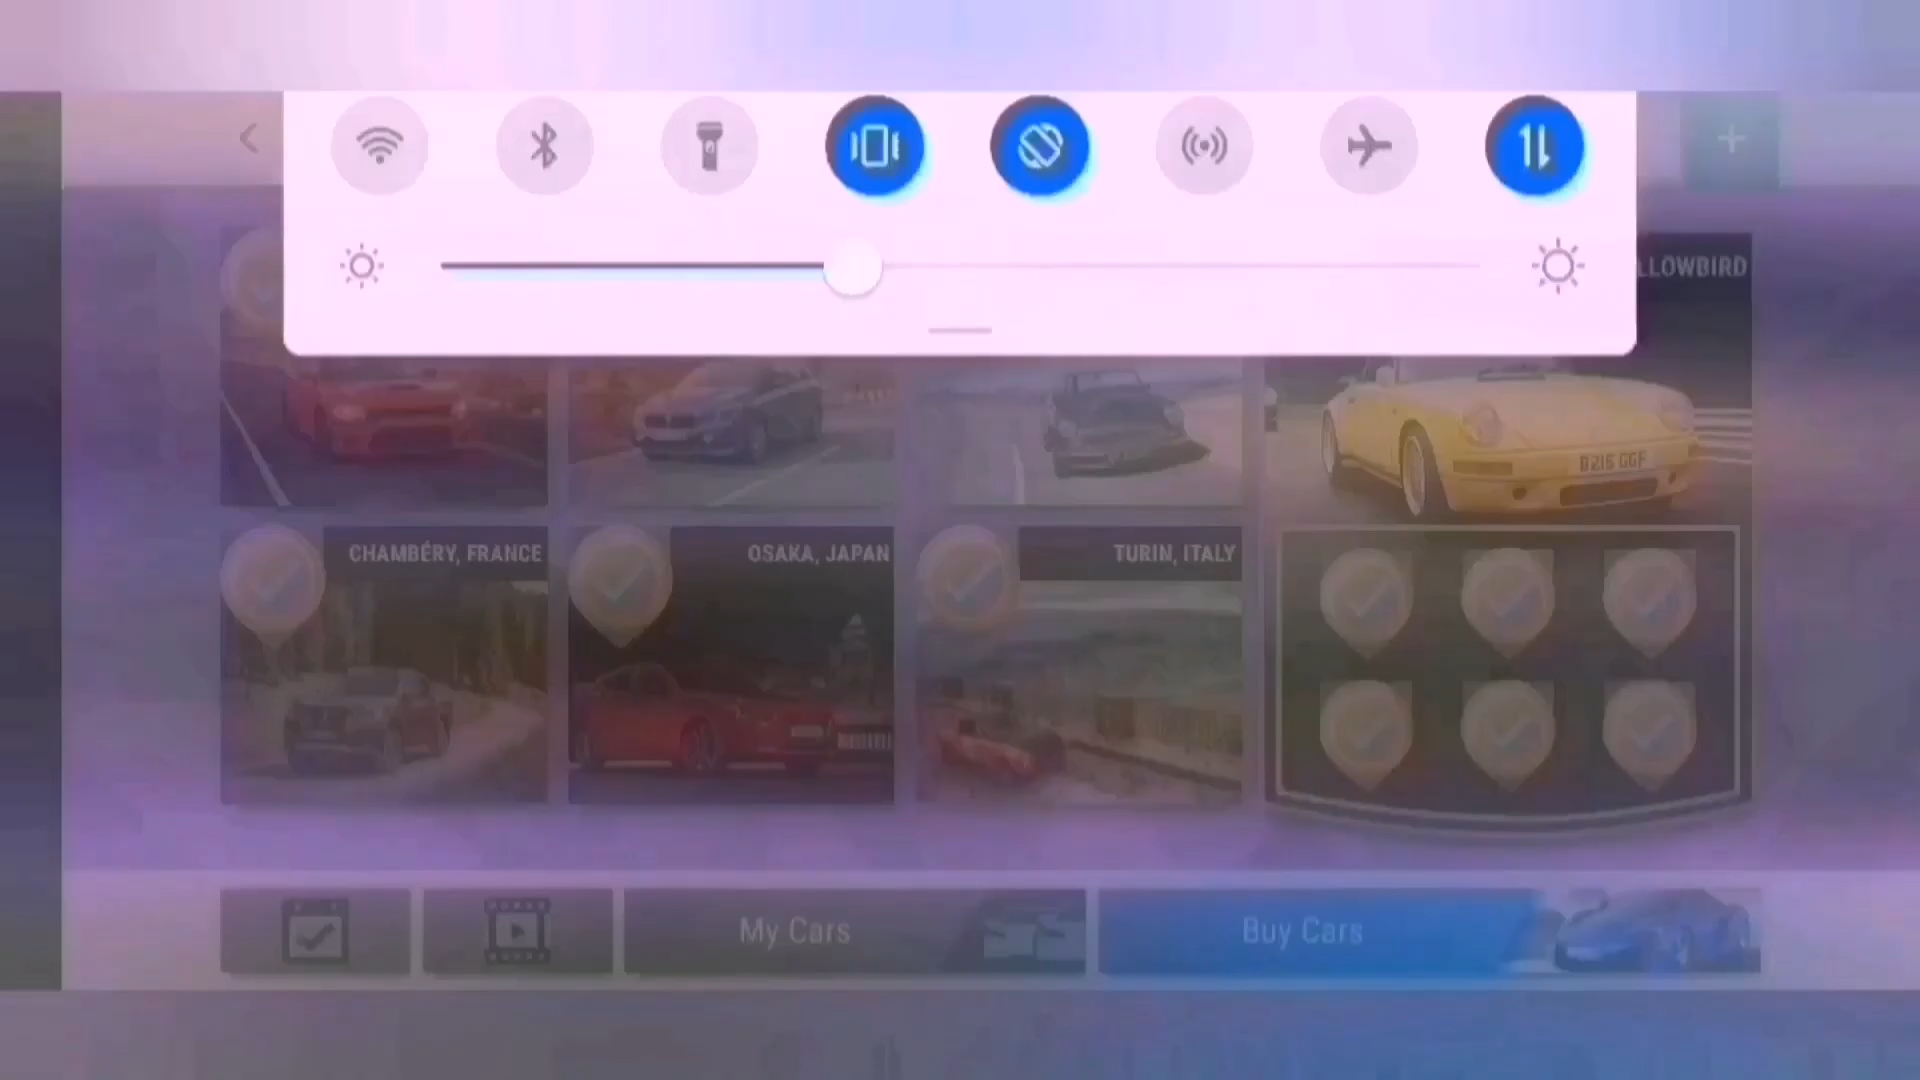 LLOWBIRD
B215 GGF
CHAMBÉRY, FRANCE
OSAKA, JAPAN
TURIN, ITALY
My Cars
Buy Cars